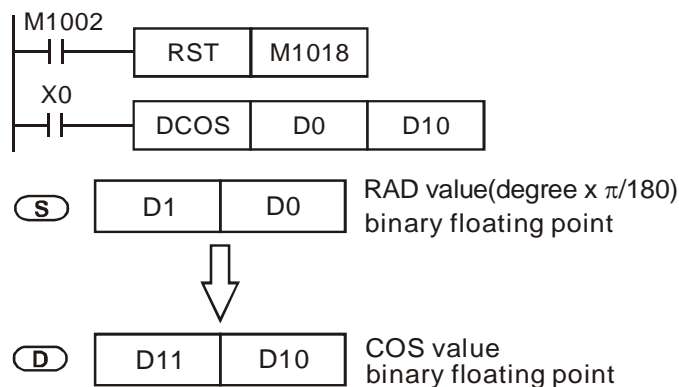 M1002
RST M1018
X0
DCOS D0 D10
S D1 D0 RAD value(degree x π/180)
binary floating point
D D11 D10 COS value
binary floating point